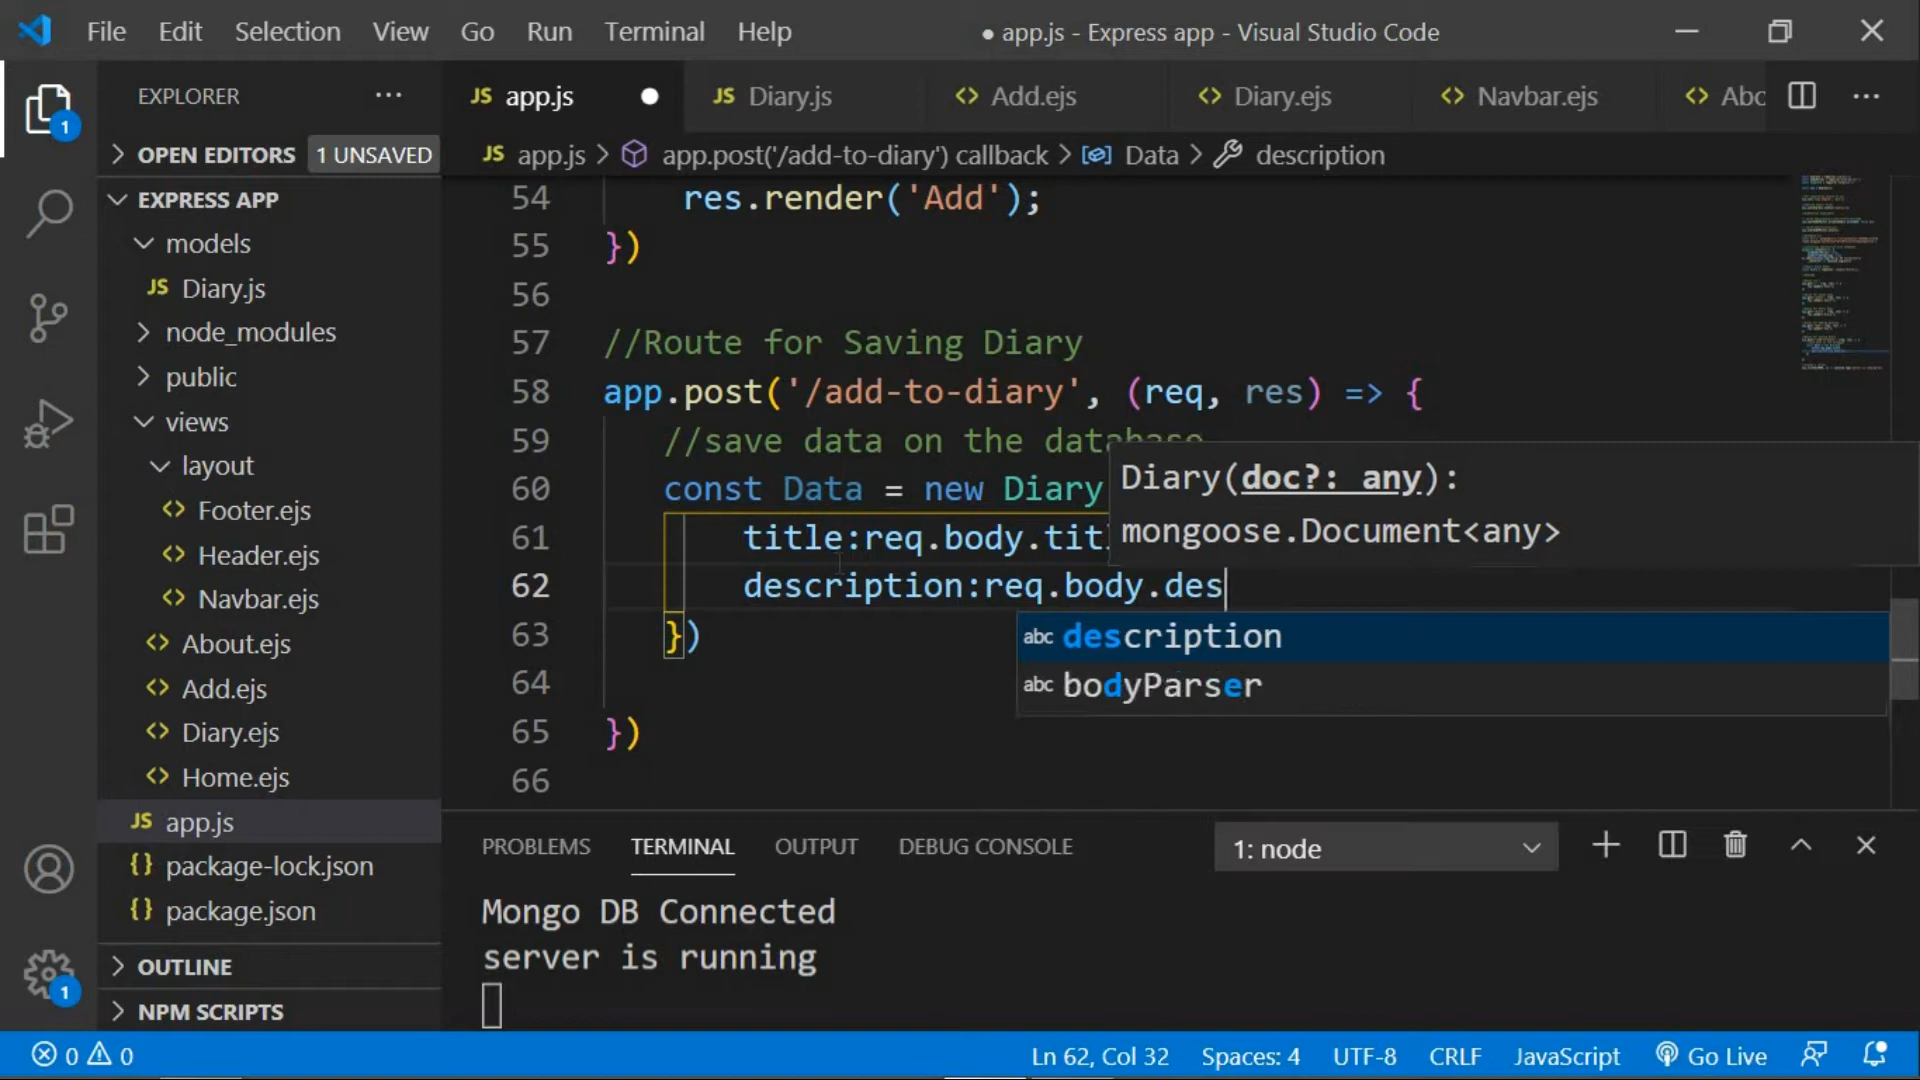 File Edit Selection View Go Run Terminal Help
● app.js - Express app - Visual Studio Code
EXPLORER ···
JS app.js
JS Diary.js
<> Add.ejs
<> Diary.ejs
<> Navbar.ejs
<> Abo
1
OPEN EDITORS 1 UNSAVED
JS app.js > app.post('/add-to-diary') callback > Data > description
EXPRESS APP
models
JS Diary.js
node_modules
public
views
layout
<> Footer.ejs
<> Header.ejs
<> Navbar.ejs
<> About.ejs
<> Add.ejs
<> Diary.ejs
<> Home.ejs
JS app.js
{} package-lock.json
{} package.json
OUTLINE
NPM SCRIPTS
1
54 res.render('Add');
55 })
56
57 //Route for Saving Diary
58 app.post('/add-to-diary', (req, res) => {
59 //save data on the database
60 const Data = new Diary
61 title:req.body.tit
62 description:req.body.des
63 })
64
65 })
66
Diary(doc?: any):
mongoose.Document<any>
abc description
abc bodyParser
PROBLEMS TERMINAL OUTPUT DEBUG CONSOLE 1: node
Mongo DB Connected
server is running
0 0 Ln 62, Col 32 Spaces: 4 UTF-8 CRLF JavaScript Go Live